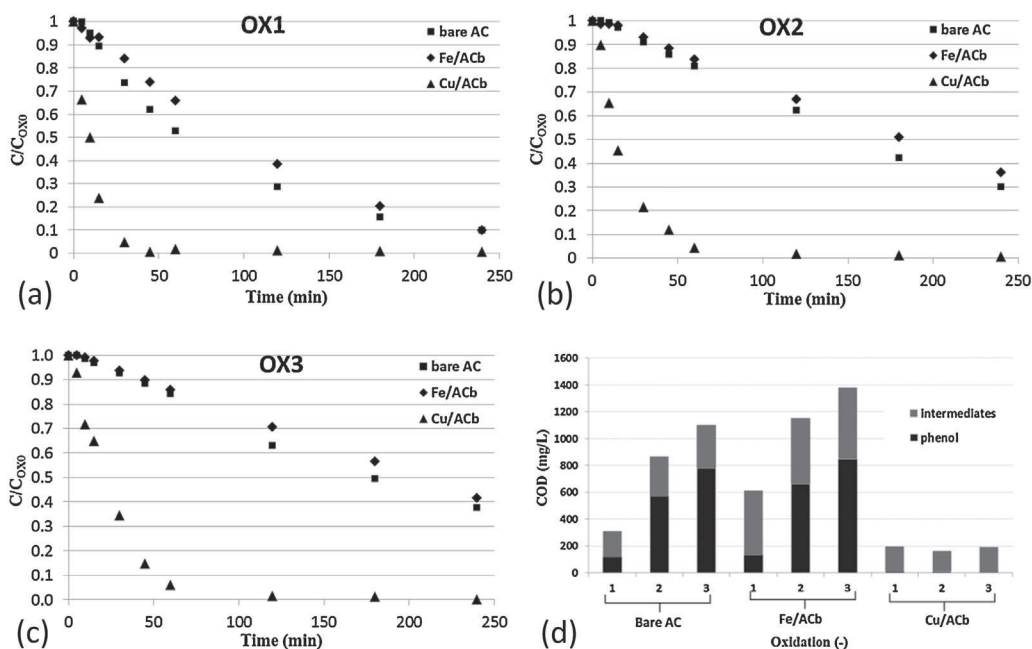 OX1
1
0.9
0.8
0.7
0.6
0.5
0.4
0.3
0.2
0.1
0
C/C_OX0
bare AC
Fe/ACb
Cu/ACb
0 50 100 150 200 250
Time (min)
(a)
OX2
1
0.9
0.8
0.7
0.6
0.5
0.4
0.3
0.2
0.1
0
C/C_OX0
bare AC
Fe/ACb
Cu/ACb
0 50 100 150 200 250
Time (min)
(b)
OX3
1.0
0.9
0.8
0.7
0.6
0.5
0.4
0.3
0.2
0.1
0.0
C/C_OX0
bare AC
Fe/ACb
Cu/ACb
0 50 100 150 200 250
Time (min)
(c)
1600
1400
1200
1000
800
600
400
200
0
COD (mg/L)
intermediates
phenol
1 2 3 1 2 3 1 2 3
Bare AC Fe/ACb Cu/ACb
Oxidation (-)
(d)